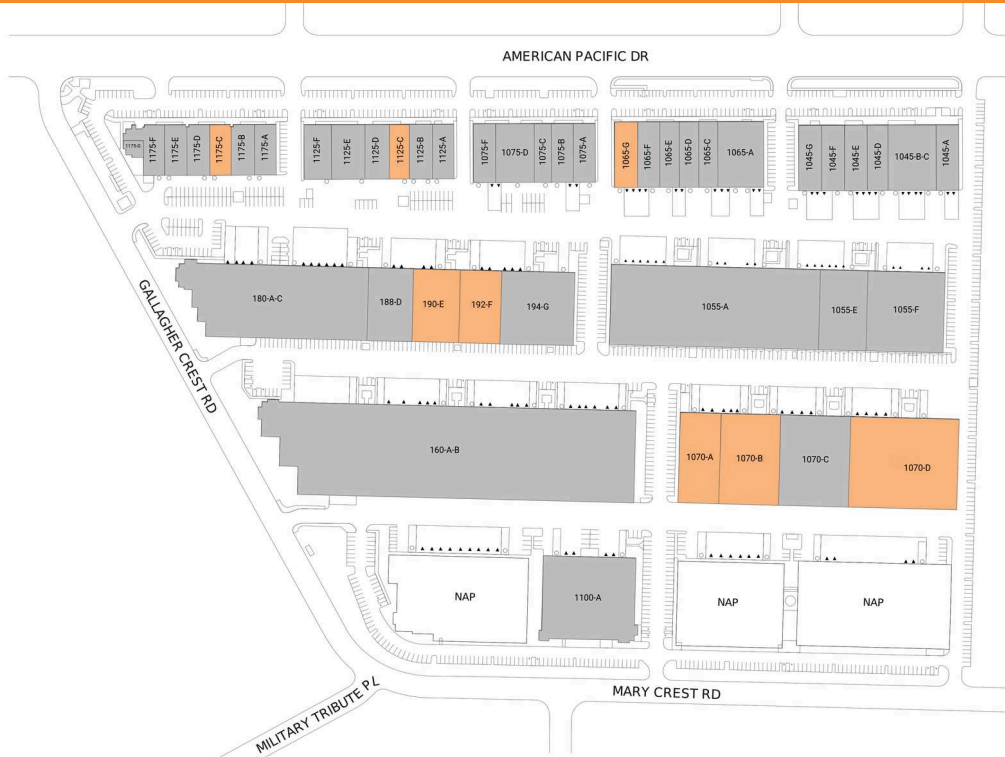 AMERICAN PACIFIC DR
1175-G
1175-F
1175-E
1175-D
1175-C
1175-B
1175-A
1125-F
1125-E
1125-D
1125-C
1125-B
1125-A
1075-F
1075-D
1075-C
1075-B
1075-A
1065-G
1065-F
1065-E
1065-D
1065-C
1065-A
1045-G
1045-F
1045-E
1045-D
1045-B-C
1045-A
180-A-C
188-D
190-E
192-F
194-G
1055-A
1055-E
1055-F
GALLAGHER CREST RD
160-A-B
1070-A
1070-B
1070-C
1070-D
NAP
1100-A
NAP
NAP
MARY CREST RD
MILITARY TRIBUTE PL